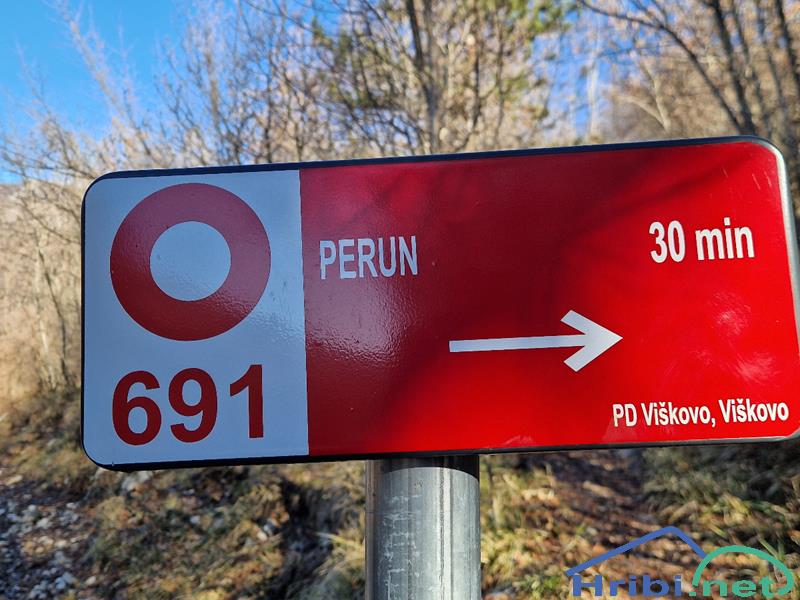 691
PERUN
30 min
PD Viškovo, Viškovo
Hribi.net